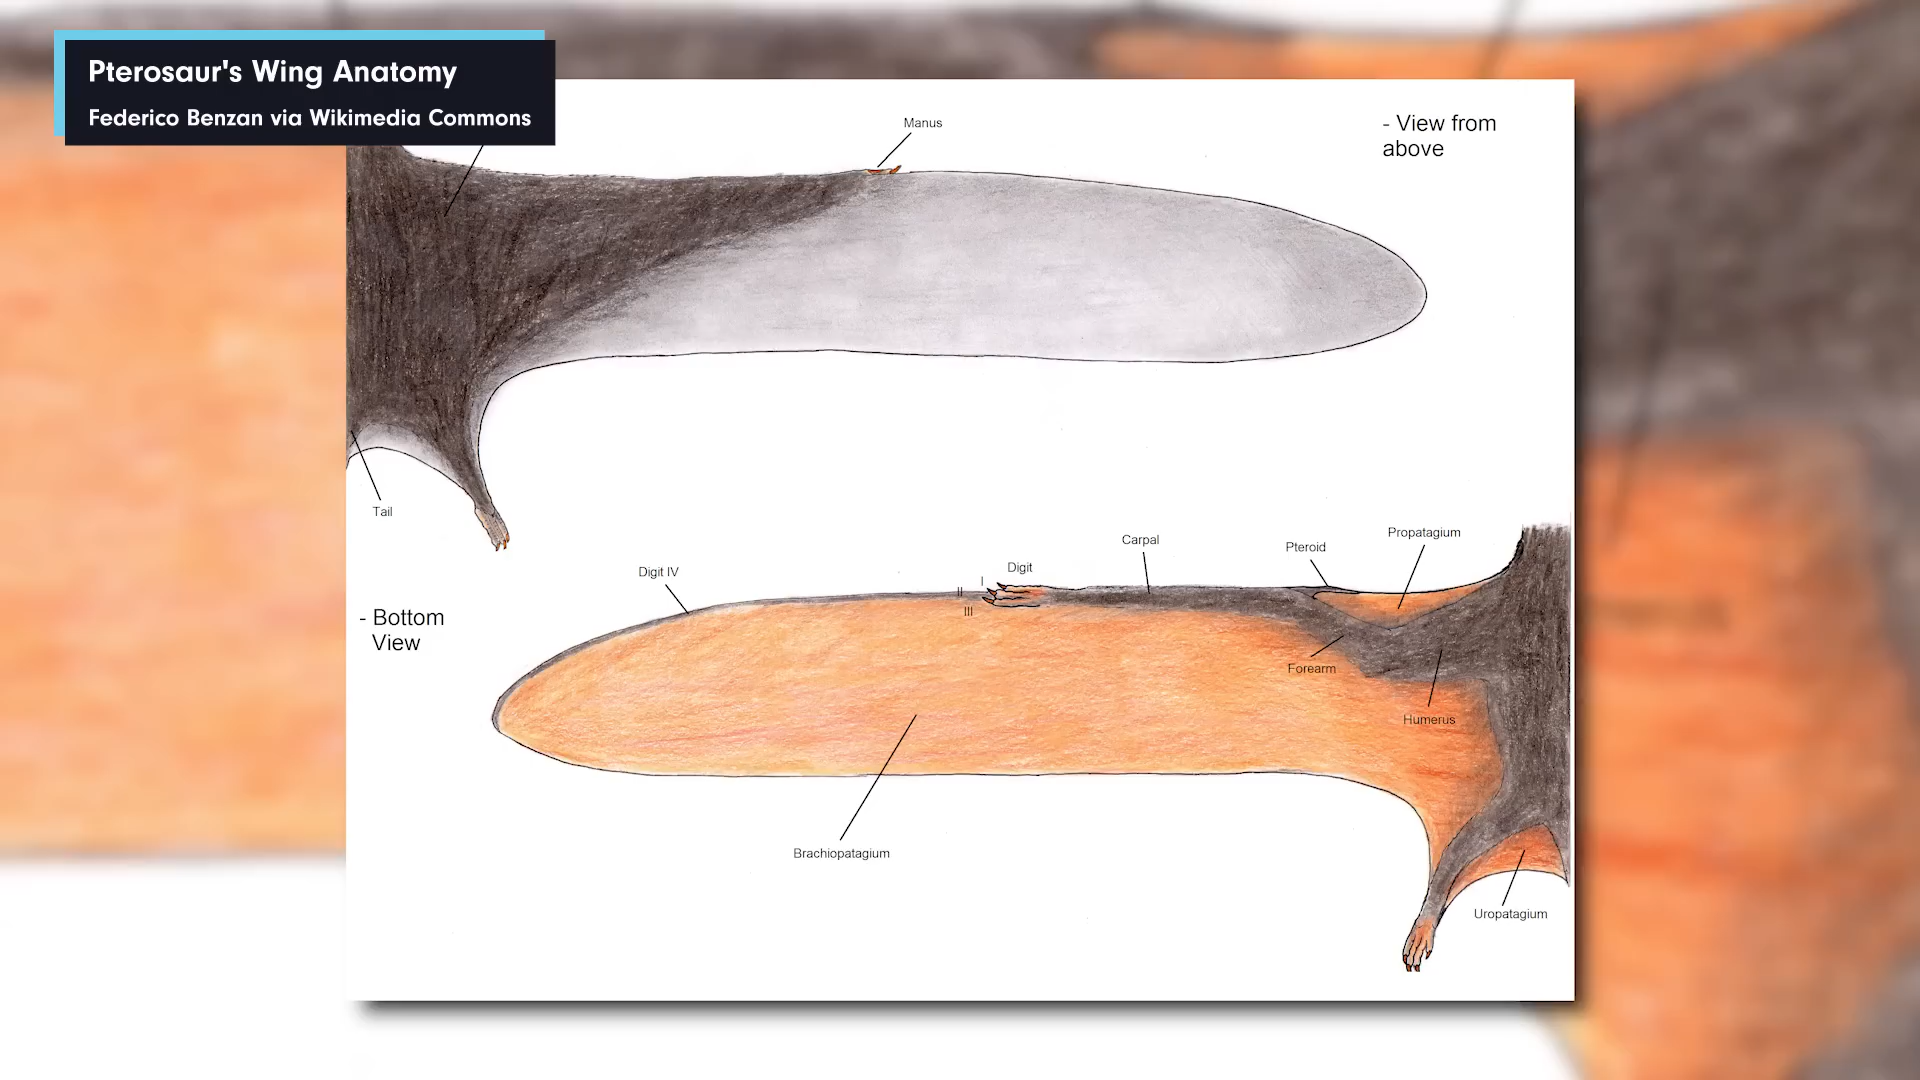 Pterosaur's Wing Anatomy
Federico Benzan via Wikimedia Commons
Manus
- View from
above
Tail
Propatagium
Carpal
Pteroid
Digit
Digit IV
I
II
III
- Bottom
View
Forearm
Humerus
Brachiopatagium
Uropatagium